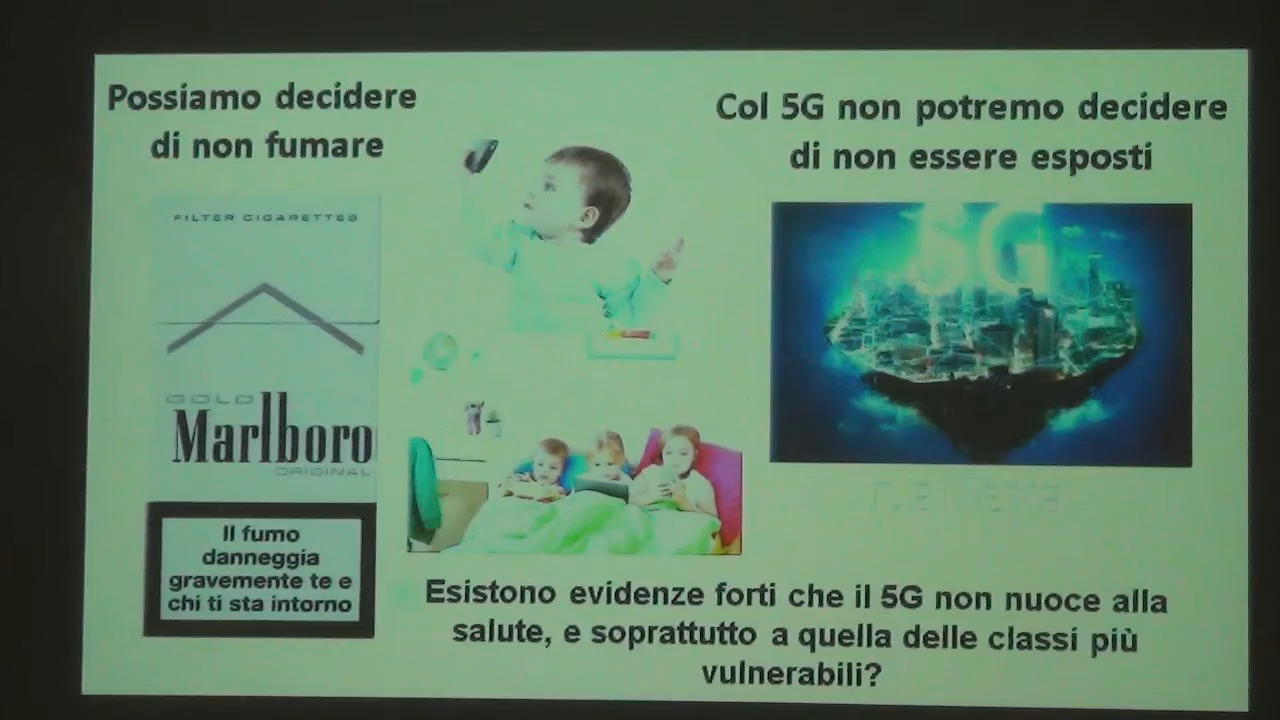 Possiamo decidere
di non fumare
Col 5G non potremo decidere
di non essere esposti
FILTER CIGARETTES
GOLD
Marlboro
ORIGINAL
Il fumo
danneggia
gravemente te e
chi ti sta intorno
5G
Esistono evidenze forti che il 5G non nuoce alla
salute, e soprattutto a quella delle classi più
vulnerabili?